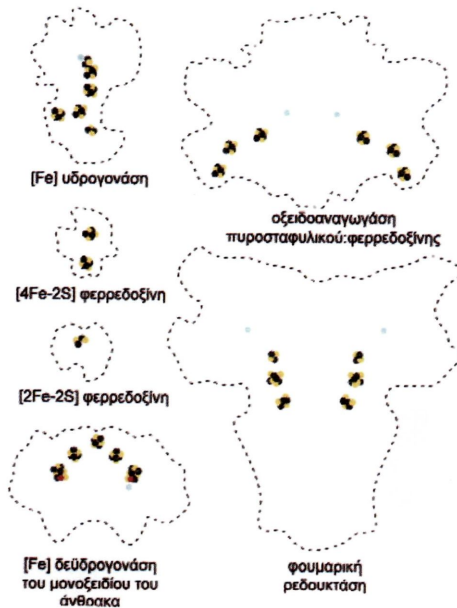 [Fe] υδρογονάση
οξειδοαναγωγάση
πυροσταφυλικού:φερρεδοξίνης
[4Fe-2S] φερρεδοξίνη
[2Fe-2S] φερρεδοξίνη
[Fe] δεϋδρογονάση
του μονοξειδίου του
άνθρακα
φουμαρική
ρεδουκτάση